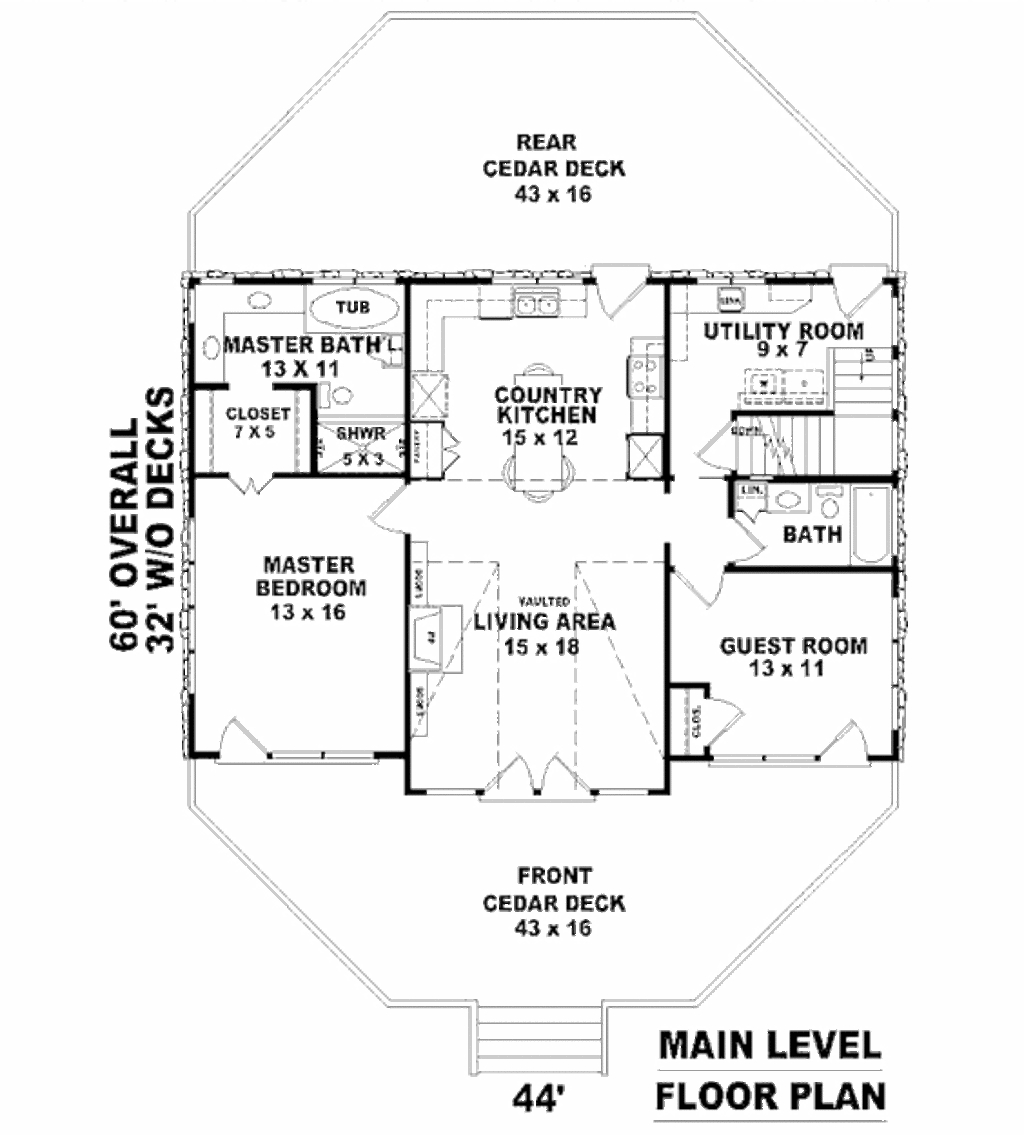 REAR
CEDAR DECK
43 x 16
TUB
MASTER BATH
13 X 11
UTILITY ROOM
9 x 7
UP
LINK
COUNTRY
KITCHEN
15 x 12
CLOSET
7 X 5
SHWR
5 X 3
PANTRY
DOWN
LIN.
BATH
60' OVERALL
32' W/O DECKS
MASTER
BEDROOM
13 x 16
VAULTED
LIVING AREA
15 x 18
GUEST ROOM
13 x 11
CLOS.
FRONT
CEDAR DECK
43 x 16
44'
MAIN LEVEL
FLOOR PLAN